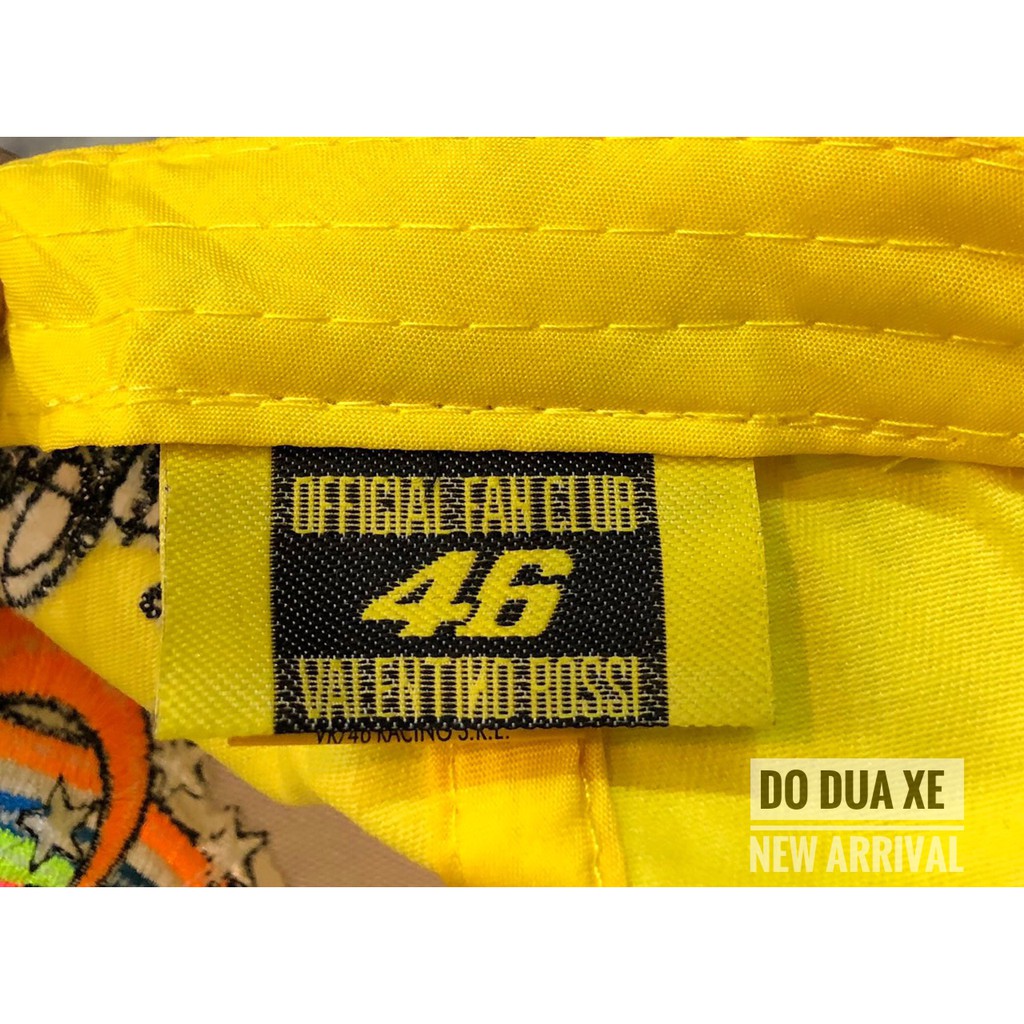 OFFICIAL FAN CLUB
46
VALENTINO ROSSI
VR/46 RACING S.R.L.
DO DUA XE
NEW ARRIVAL